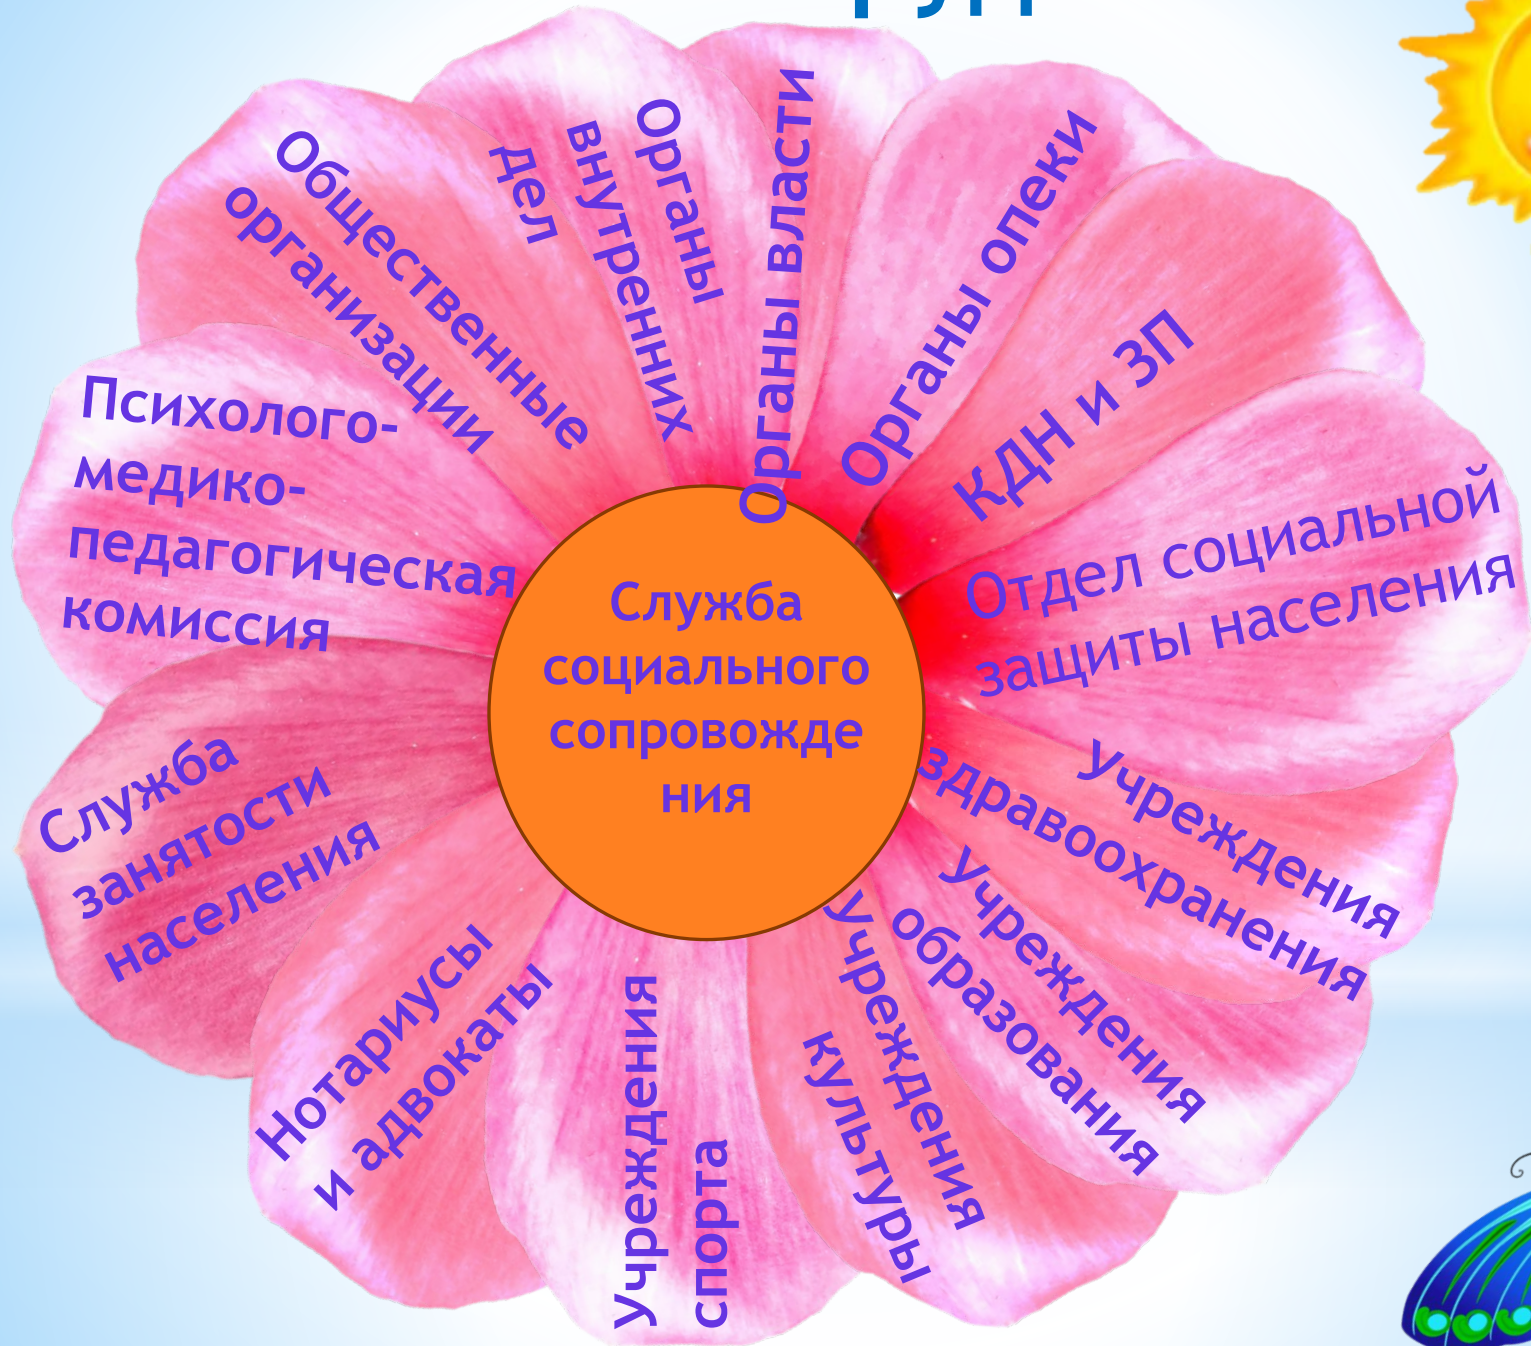 Служба
социального
сопровожде
ния
Органы власти
Органы опеки
КДН и ЗП
Отдел социальной
защиты населения
Учреждения
здравоохранения
Учреждения
образования
Учреждения
культуры
Учреждения
спорта
Нотариусы
и адвокаты
Служба
занятости
населения
Психолого-
медико-
педагогическая
комиссия
Общественные
организации
Органы
внутренних
дел